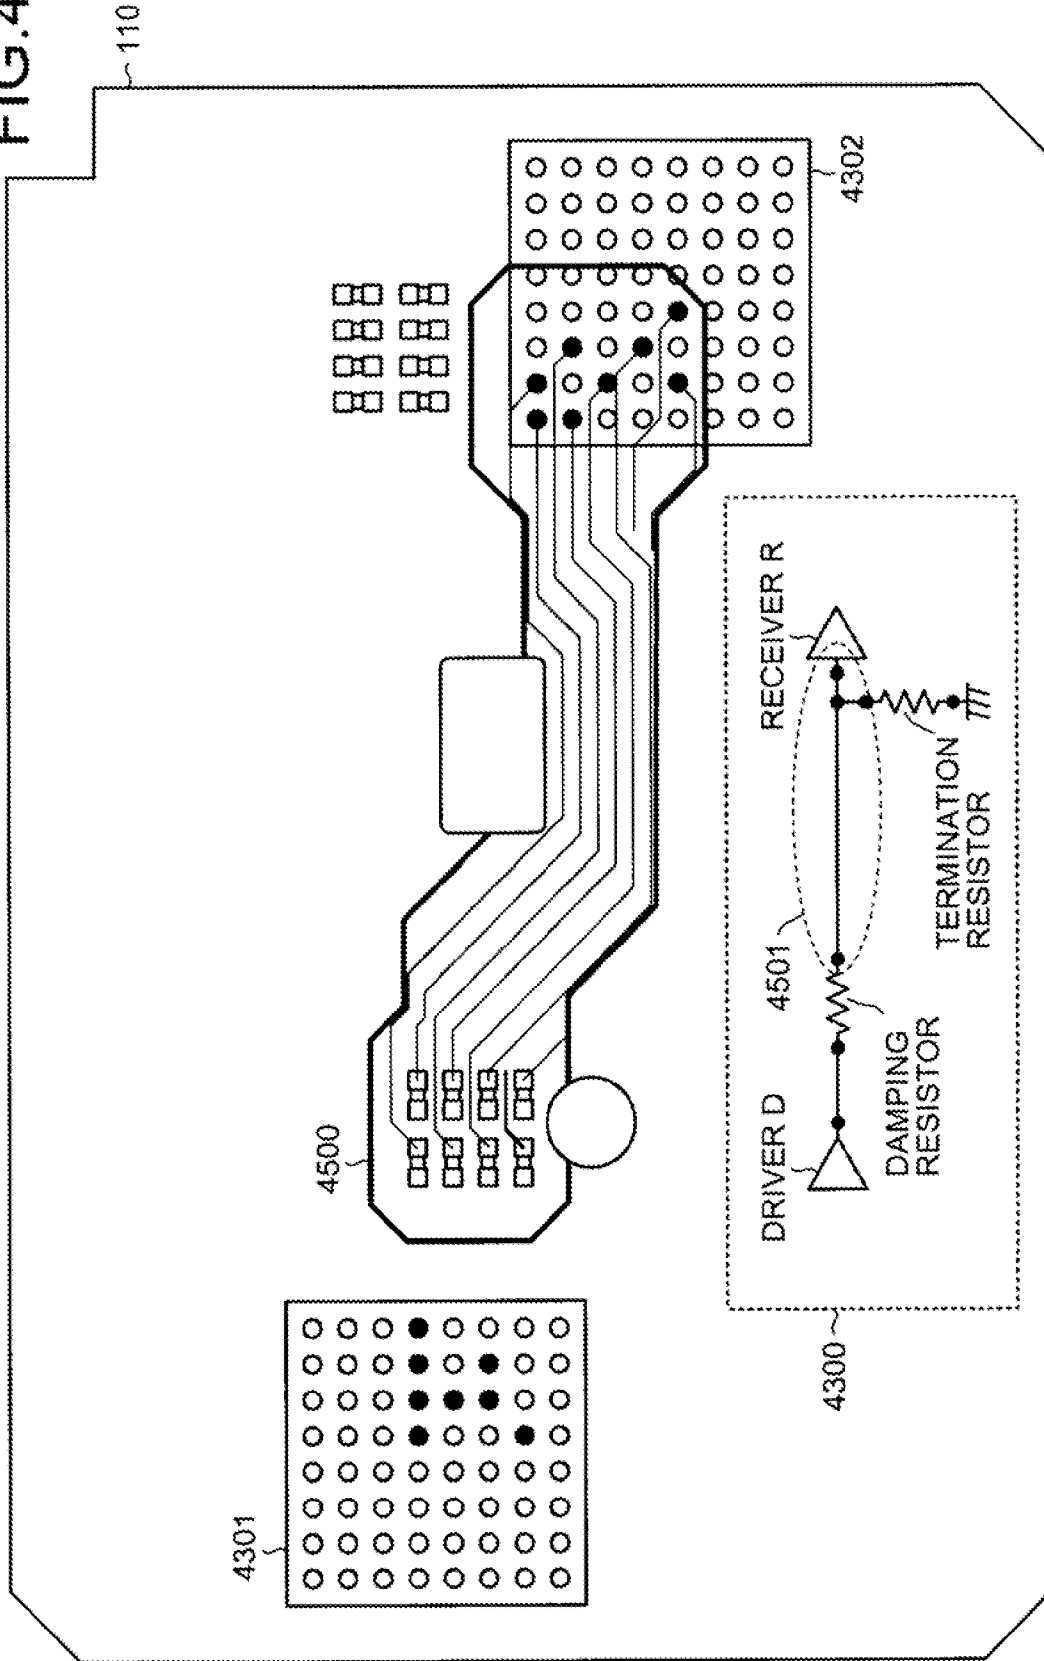 FIG.4
110
4302
4500
4301
RECEIVER R
4501
TERMINATION
RESISTOR
DRIVER D
DAMPING
RESISTOR
4300